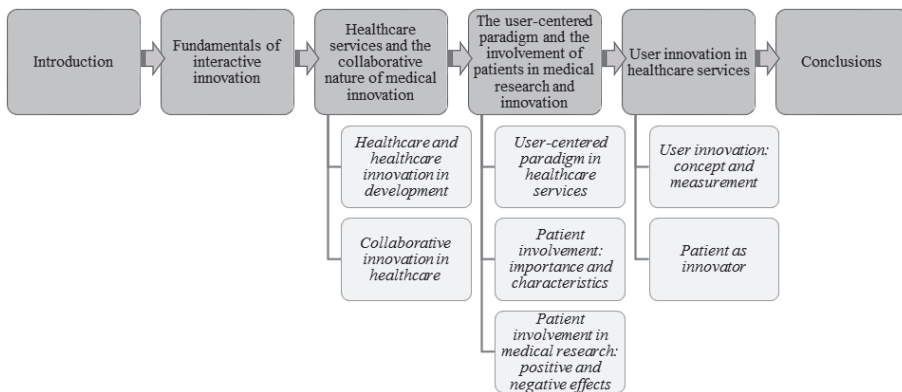 Introduction
Fundamentals of
interactive
innovation
Healthcare
services and the
collaborative
nature of medical
innovation
The user-centered
paradigm and the
involvement of
patients in medical
research and
innovation
User innovation in
healthcare services
Conclusions
Healthcare and
healthcare
innovation in
development
Collaborative
innovation in
healthcare
User-centered
paradigm in
healthcare
services
Patient
involvement:
importance and
characteristics
Patient
involvement in
medical research:
positive and
negative effects
User innovation:
concept and
measurement
Patient as
innovator